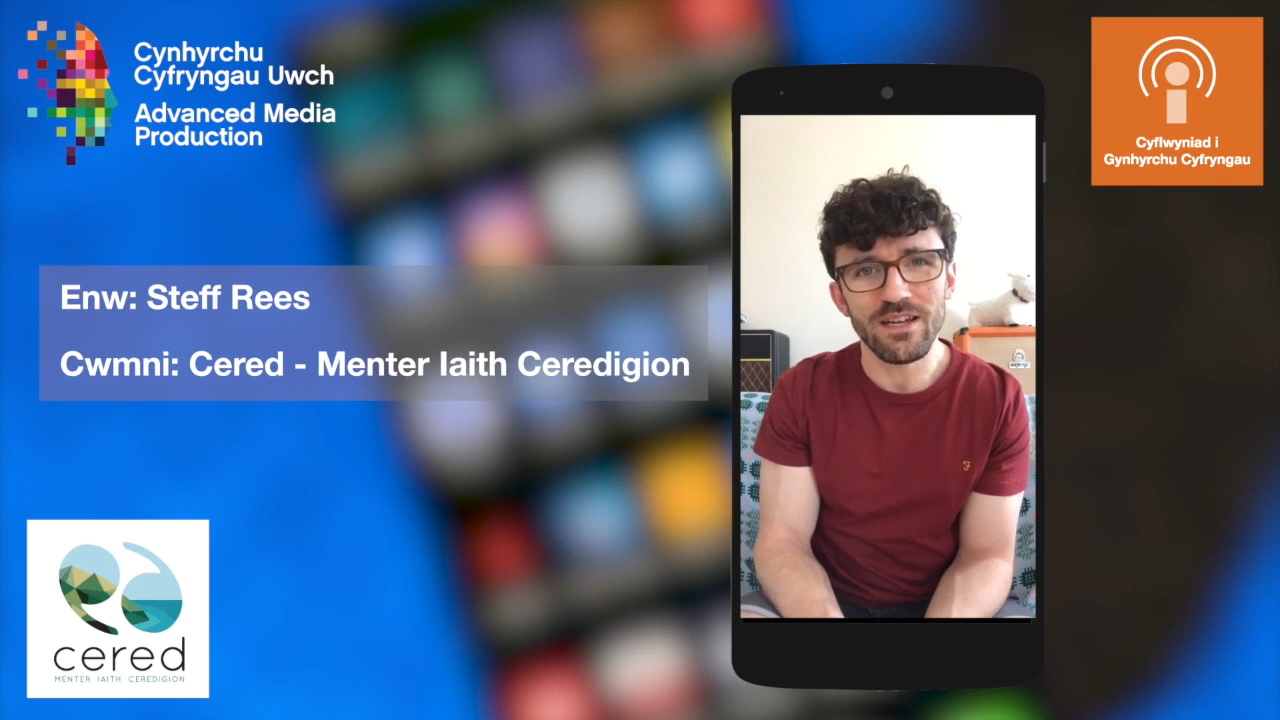 Cynhyrchu
Cyfryngau Uwch
Advanced Media
Production
Cyflwyniad i
Gynhyrchu Cyfryngau
Enw: Steff Rees
Cwmni: Cered - Menter Iaith Ceredigion
cered
MENTER IAITH CEREDIGION